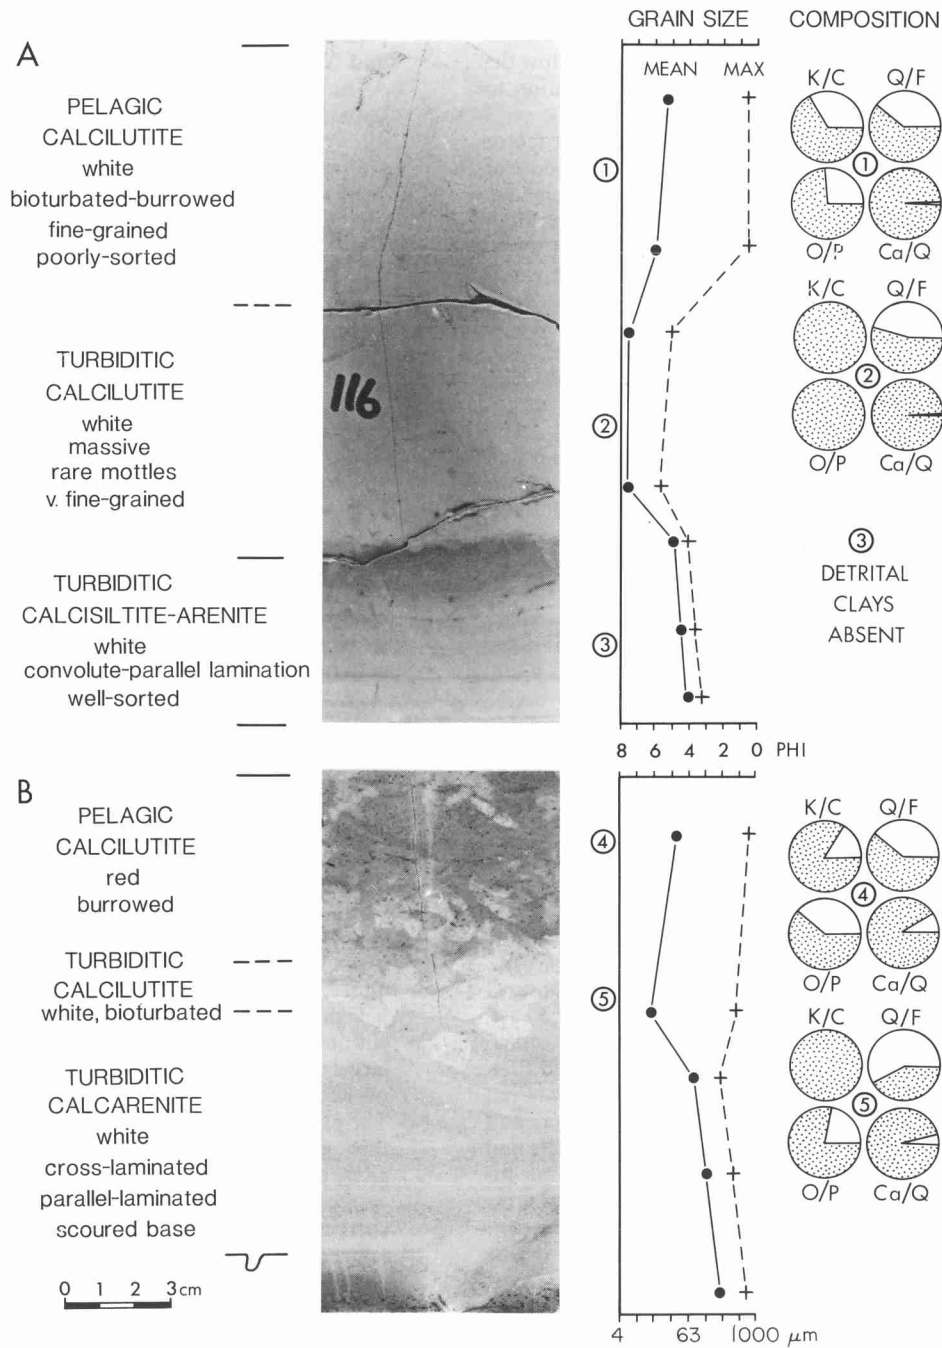 GRAIN SIZE
COMPOSITION
A
MEAN
MAX
K/C
Q/F
PELAGIC
CALCILUTITE
white
bioturbated-burrowed
fine-grained
poorly-sorted
1
1
O/P
Ca/Q
K/C
Q/F
TURBIDITIC
CALCILUTITE
white
massive
rare mottles
v. fine-grained
116
2
2
O/P
Ca/Q
TURBIDITIC
CALCISILTITE-ARENITE
white
convolute-parallel lamination
well-sorted
3
3
DETRITAL
CLAYS
ABSENT
8 6 4 2 0 PHI
B
PELAGIC
CALCILUTITE
red
burrowed
4
K/C
Q/F
4
O/P
Ca/Q
TURBIDITIC
CALCILUTITE
white, bioturbated
5
K/C
Q/F
5
O/P
Ca/Q
TURBIDITIC
CALCARENITE
white
cross-laminated
parallel-laminated
scoured base
0 1 2 3 cm
4 63 1000 μm